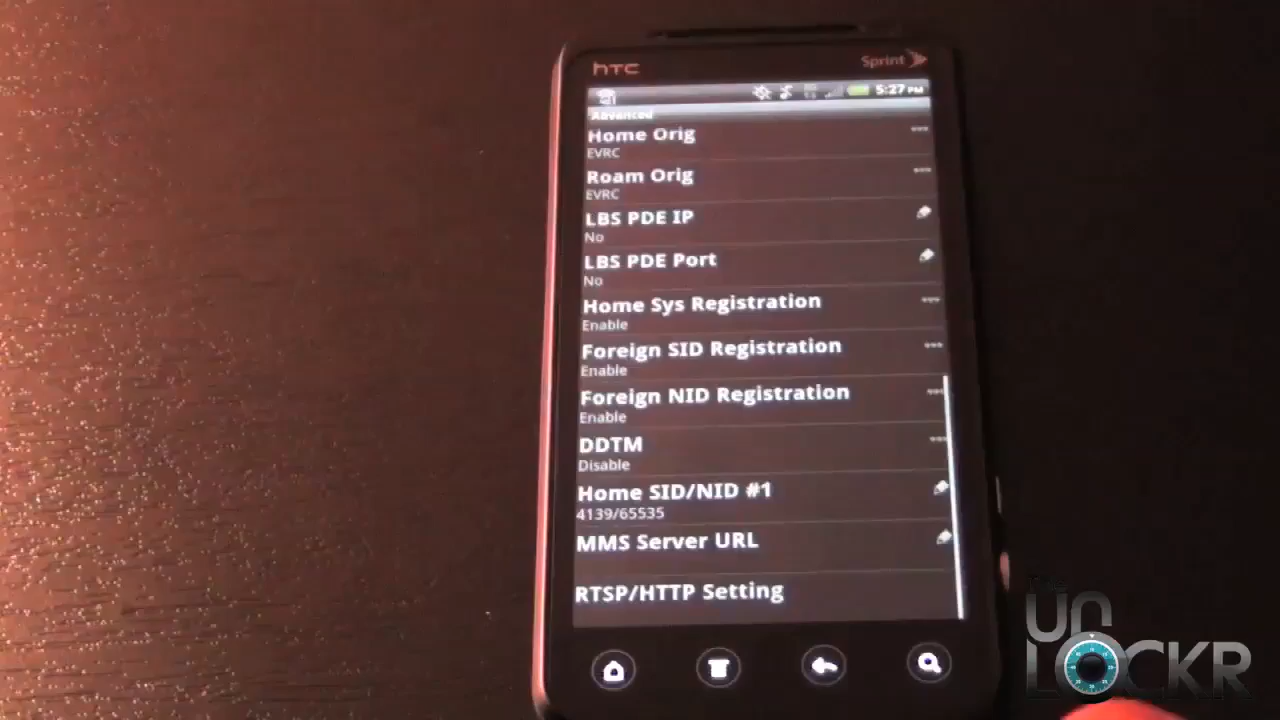 hTC
Sprint
5:27 PM
Advanced
Home Orig
EVRC
Roam Orig
EVRC
LBS PDE IP
No
LBS PDE Port
No
Home Sys Registration
Enable
Foreign SID Registration
Enable
Foreign NID Registration
Enable
DDTM
Disable
Home SID/NID #1
4139/65535
MMS Server URL
RTSP/HTTP Setting
The
UN
LOCKR